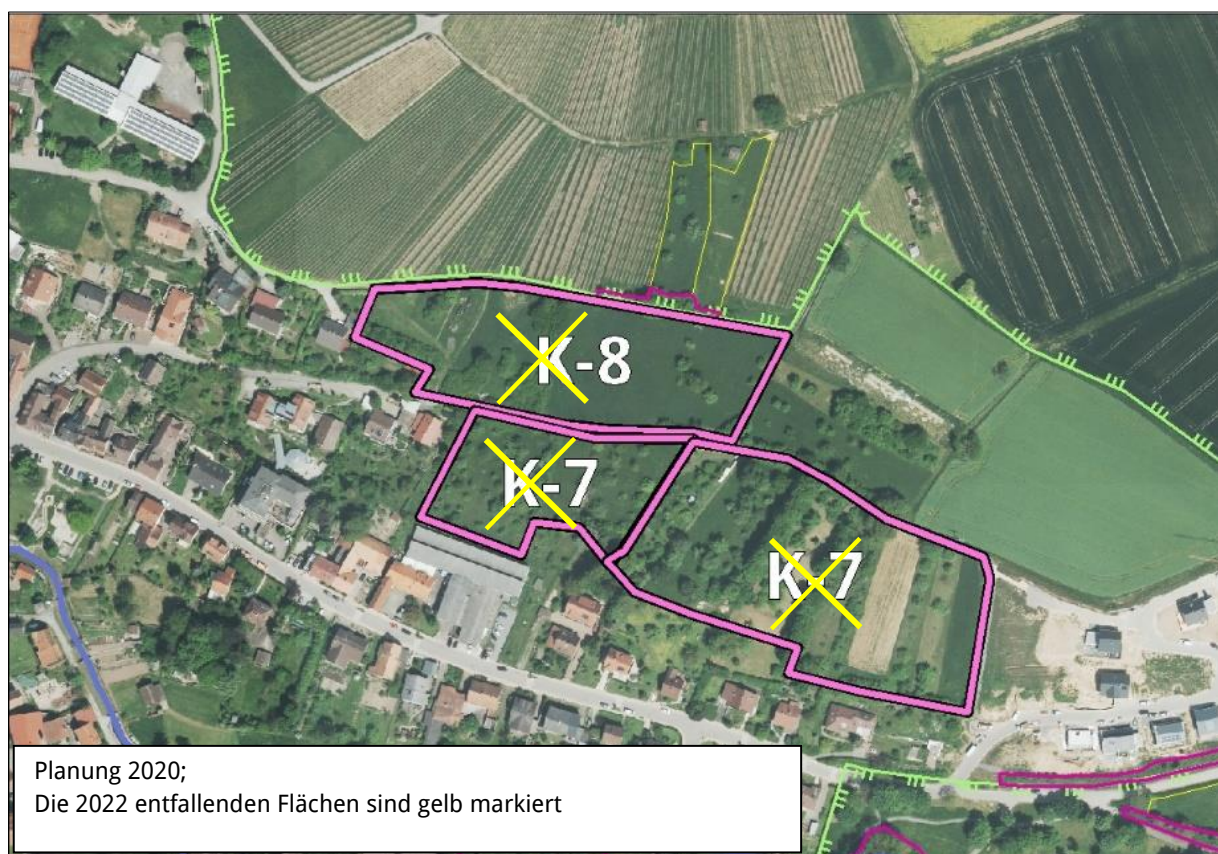 K-8
K-7
K-7
Planung 2020;
Die 2022 entfallenden Flächen sind gelb markiert